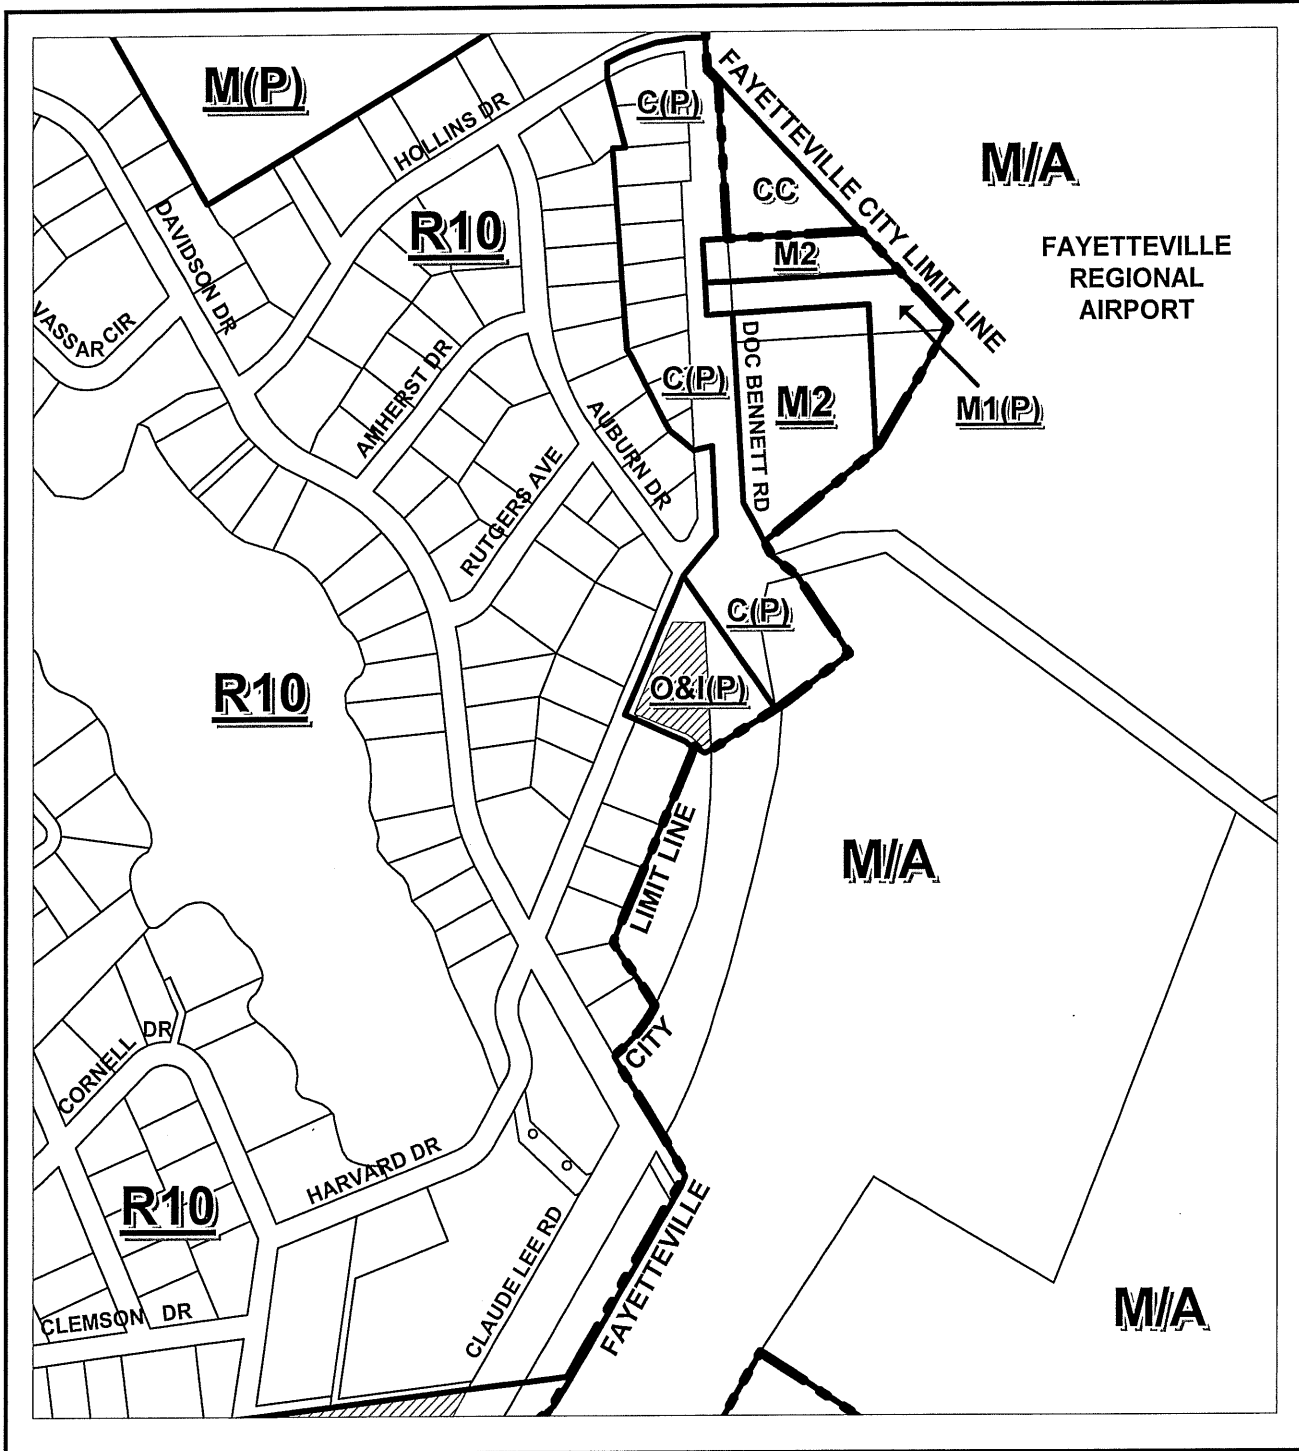 M(P)
C(P)
FAYETTEVILLE CITY LIMIT LINE
HOLLINS DR
M/A
CC
R10
DAVIDSON DR
M2
FAYETTEVILLE
REGIONAL
AIRPORT
VASSAR CIR
AMHERST DR
DOC BENNETT RD
C(P)
M2
M1(P)
AUBURN DR
RUTGERS AVE
C(P)
R10
O&I(P)
M/A
LIMIT LINE
CITY
CORNELL DR
HARVARD DR
R10
CLAUDE LEE RD
FAYETTEVILLE
M/A
CLEMSON DR